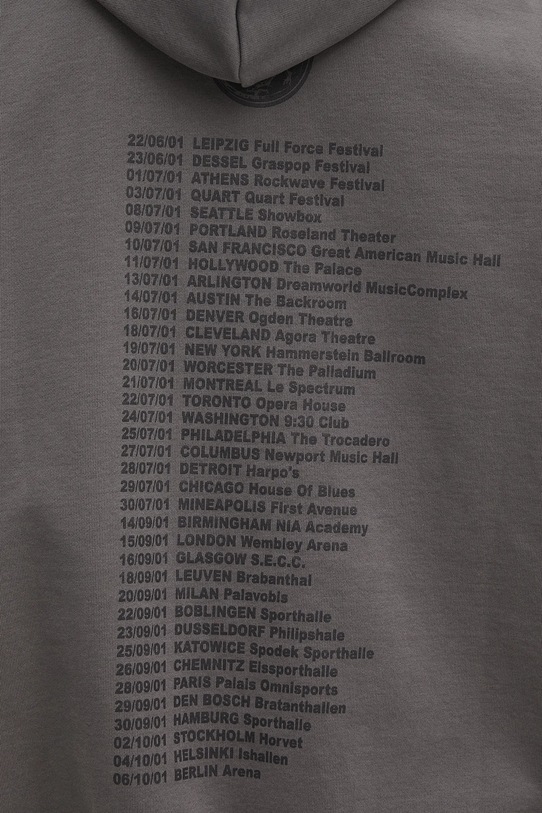 22/06/01 LEIPZIG Full Force Festival
23/06/01 DESSEL Graspop Festival
01/07/01 ATHENS Rockwave Festival
03/07/01 QUART Quart Festival
08/07/01 SEATTLE Showbox
09/07/01 PORTLAND Roseland Theater
10/07/01 SAN FRANCISCO Great American Music Hall
11/07/01 HOLLYWOOD The Palace
13/07/01 ARLINGTON Dreamworld MusicComplex
14/07/01 AUSTIN The Backroom
16/07/01 DENVER Ogden Theatre
18/07/01 CLEVELAND Agora Theatre
19/07/01 NEW YORK Hammerstein Ballroom
20/07/01 WORCESTER The Palladium
21/07/01 MONTREAL Le Spectrum
22/07/01 TORONTO Opera House
24/07/01 WASHINGTON 9:30 Club
25/07/01 PHILADELPHIA The Trocadero
27/07/01 COLUMBUS Newport Music Hall
28/07/01 DETROIT Harpo's
29/07/01 CHICAGO House Of Blues
30/07/01 MINEAPOLIS First Avenue
14/09/01 BIRMINGHAM NIA Academy
15/09/01 LONDON Wembley Arena
16/09/01 GLASGOW S.E.C.C.
18/09/01 LEUVEN Brabanthal
20/09/01 MILAN Palavobis
22/09/01 BOBLINGEN Sporthalle
23/09/01 DUSSELDORF Philipshale
25/09/01 KATOWICE Spodek Sporthalle
26/09/01 CHEMNITZ Eissporthalle
28/09/01 PARIS Palais Omnisports
29/09/01 DEN BOSCH Bratanthallen
30/09/01 HAMBURG Sporthalle
02/10/01 STOCKHOLM Horvet
04/10/01 HELSINKI Ishallen
06/10/01 BERLIN Arena